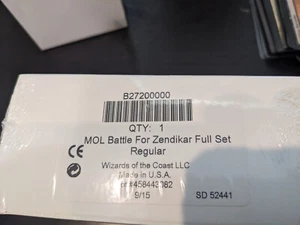 B27200000
QTY: 1
MOL Battle For Zendikar Full Set
Regular
CE
Wizards of the Coast LLC
Made in U.S.A.
9/15
SD 52441